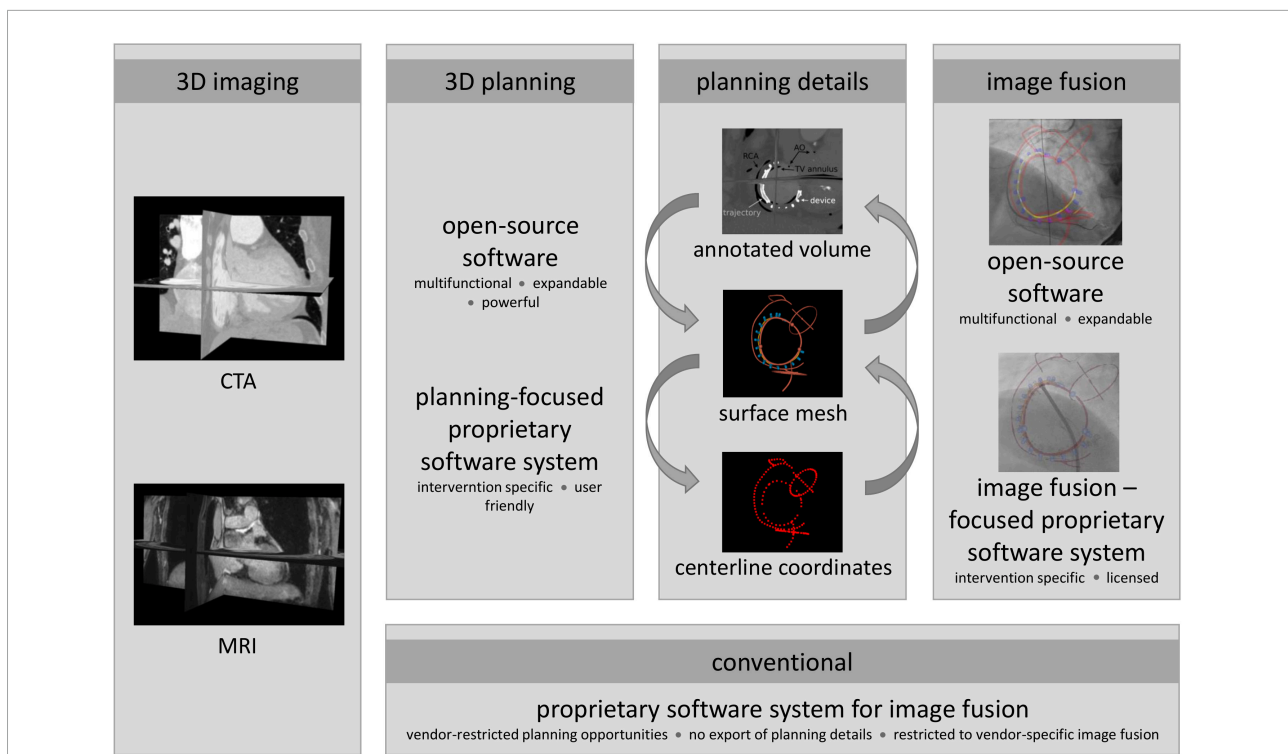 3D imaging
CTA
MRI
3D planning
open-source
software
multifunctional • expandable
• powerful
planning-focused
proprietary
software system
interverntion specific • user
friendly
planning details
RCA
AO
TV annulus
trajectory
device
annotated volume
surface mesh
centerline coordinates
image fusion
open-source
software
multifunctional • expandable
image fusion –
focused proprietary
software system
intervention specific • licensed
conventional
proprietary software system for image fusion
vendor-restricted planning opportunities • no export of planning details • restricted to vendor-specific image fusion